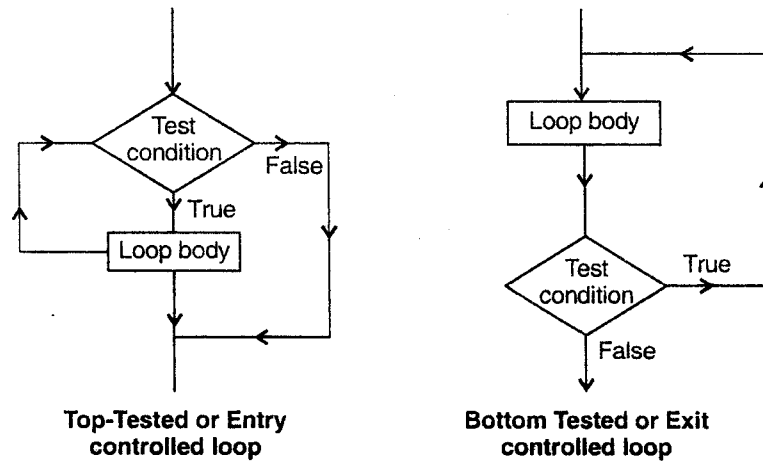 Test
condition
False
True
Loop body
Top-Tested or Entry
controlled loop
Loop body
Test
condition
True
False
Bottom Tested or Exit
controlled loop